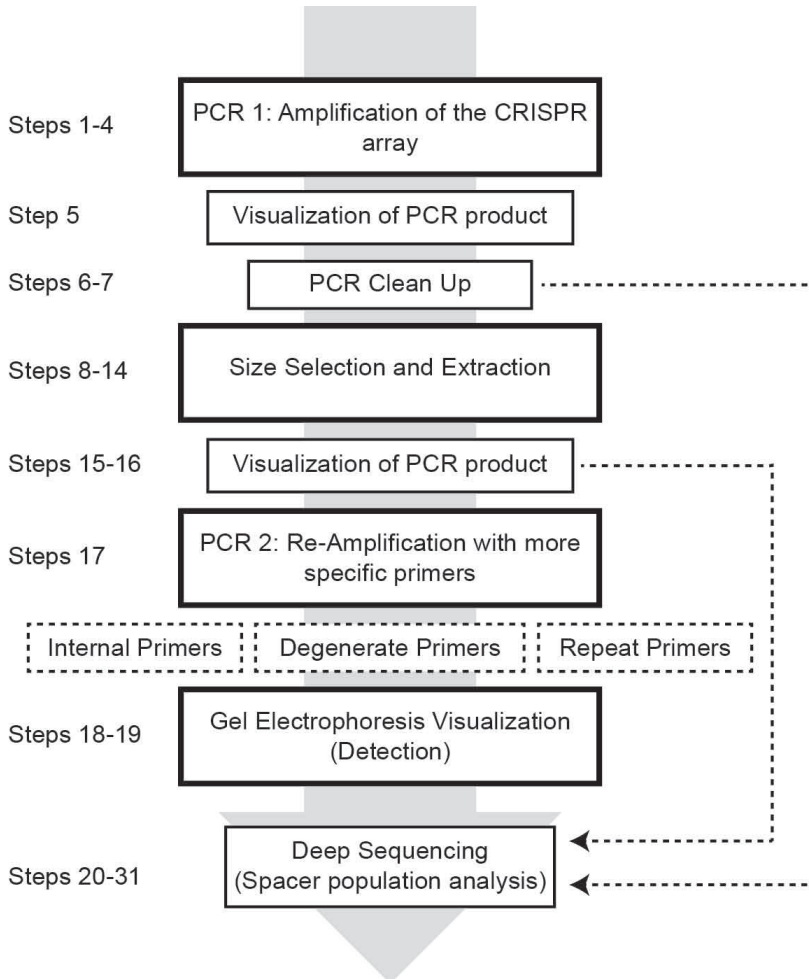 Steps 1-4
PCR 1: Amplification of the CRISPR
array
Step 5
Visualization of PCR product
Steps 6-7
PCR Clean Up
Steps 8-14
Size Selection and Extraction
Steps 15-16
Visualization of PCR product
Steps 17
PCR 2: Re-Amplification with more
specific primers
Internal Primers
Degenerate Primers
Repeat Primers
Steps 18-19
Gel Electrophoresis Visualization
(Detection)
Steps 20-31
Deep Sequencing
(Spacer population analysis)